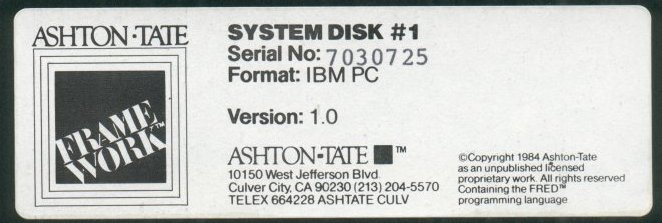 ASHTON·TATE
FRAME
WORK™
SYSTEM DISK #1
Serial No: 7030725
Format: IBM PC
Version: 1.0
ASHTON·TATE ™
10150 West Jefferson Blvd.
Culver City, CA 90230 (213) 204-5570
TELEX 664228 ASHTATE CULV
©Copyright 1984 Ashton-Tate
as an unpublished licensed
proprietary work. All rights reserved
Containing the FRED™
programming language